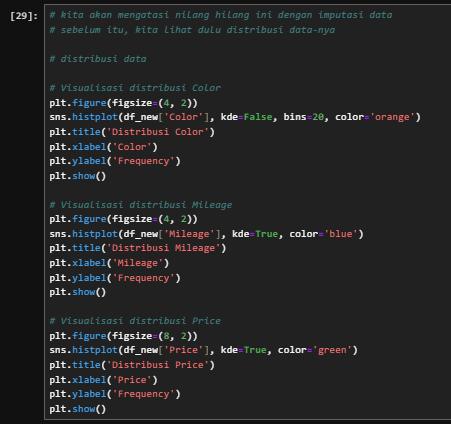 [29]: # kita akan mengatasi nilang hilang ini dengan imputasi data
# sebelum itu, kita lihat dulu distribusi data-nya
# distribusi data
# Visualisasi distribusi Color
plt.figure(figsize=(4, 2))
sns.histplot(df_new['Color'], kde=False, bins=20, color='orange')
plt.title('Distribusi Color')
plt.xlabel('Color')
plt.ylabel('Frequency')
plt.show()
# Visualisasi distribusi Mileage
plt.figure(figsize=(4, 2))
sns.histplot(df_new['Mileage'], kde=True, color='blue')
plt.title('Distribusi Mileage')
plt.xlabel('Mileage')
plt.ylabel('Frequency')
plt.show()
# Visualisasi distribusi Price
plt.figure(figsize=(8, 2))
sns.histplot(df_new['Price'], kde=True, color='green')
plt.title('Distribusi Price')
plt.xlabel('Price')
plt.ylabel('Frequency')
plt.show()